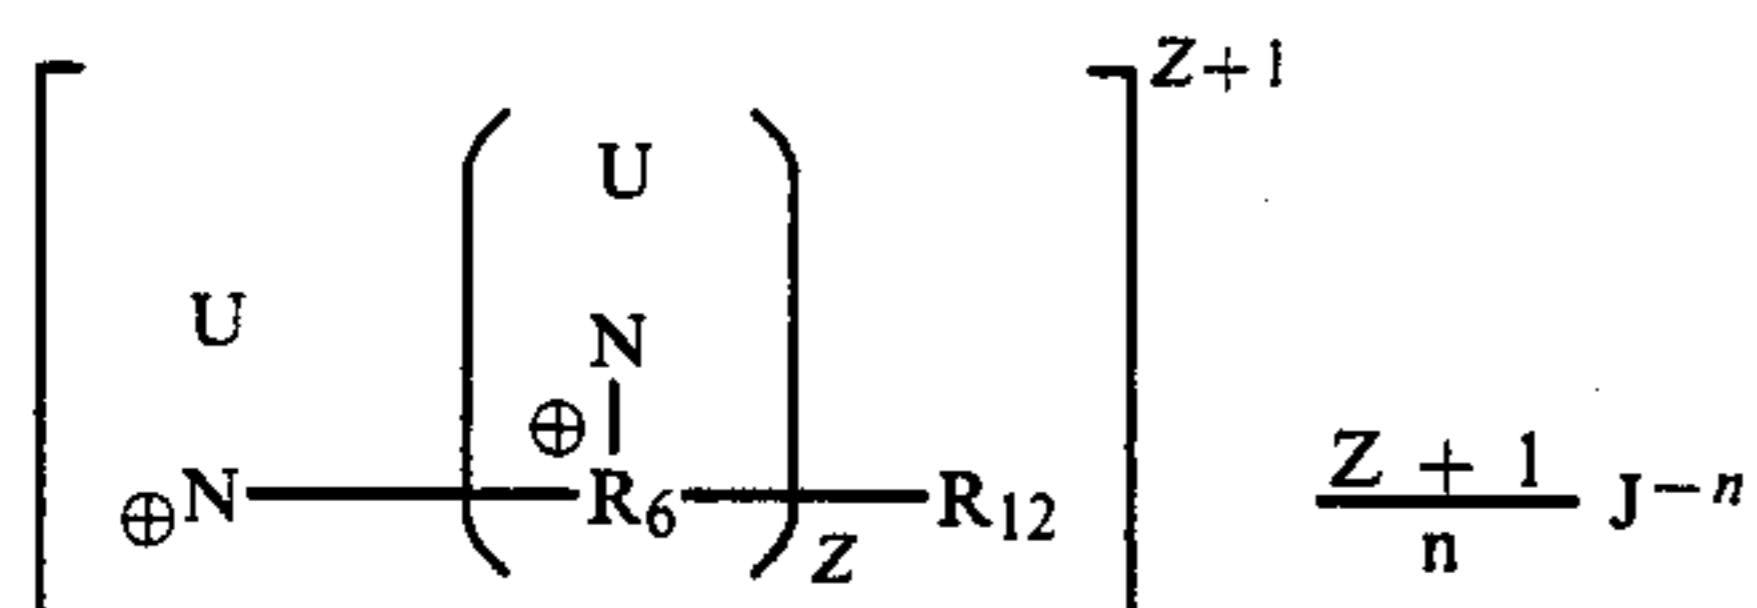 Z+1
U
U
N
⊕
⊕N R6 Z R12 Z + 1 / n J−n